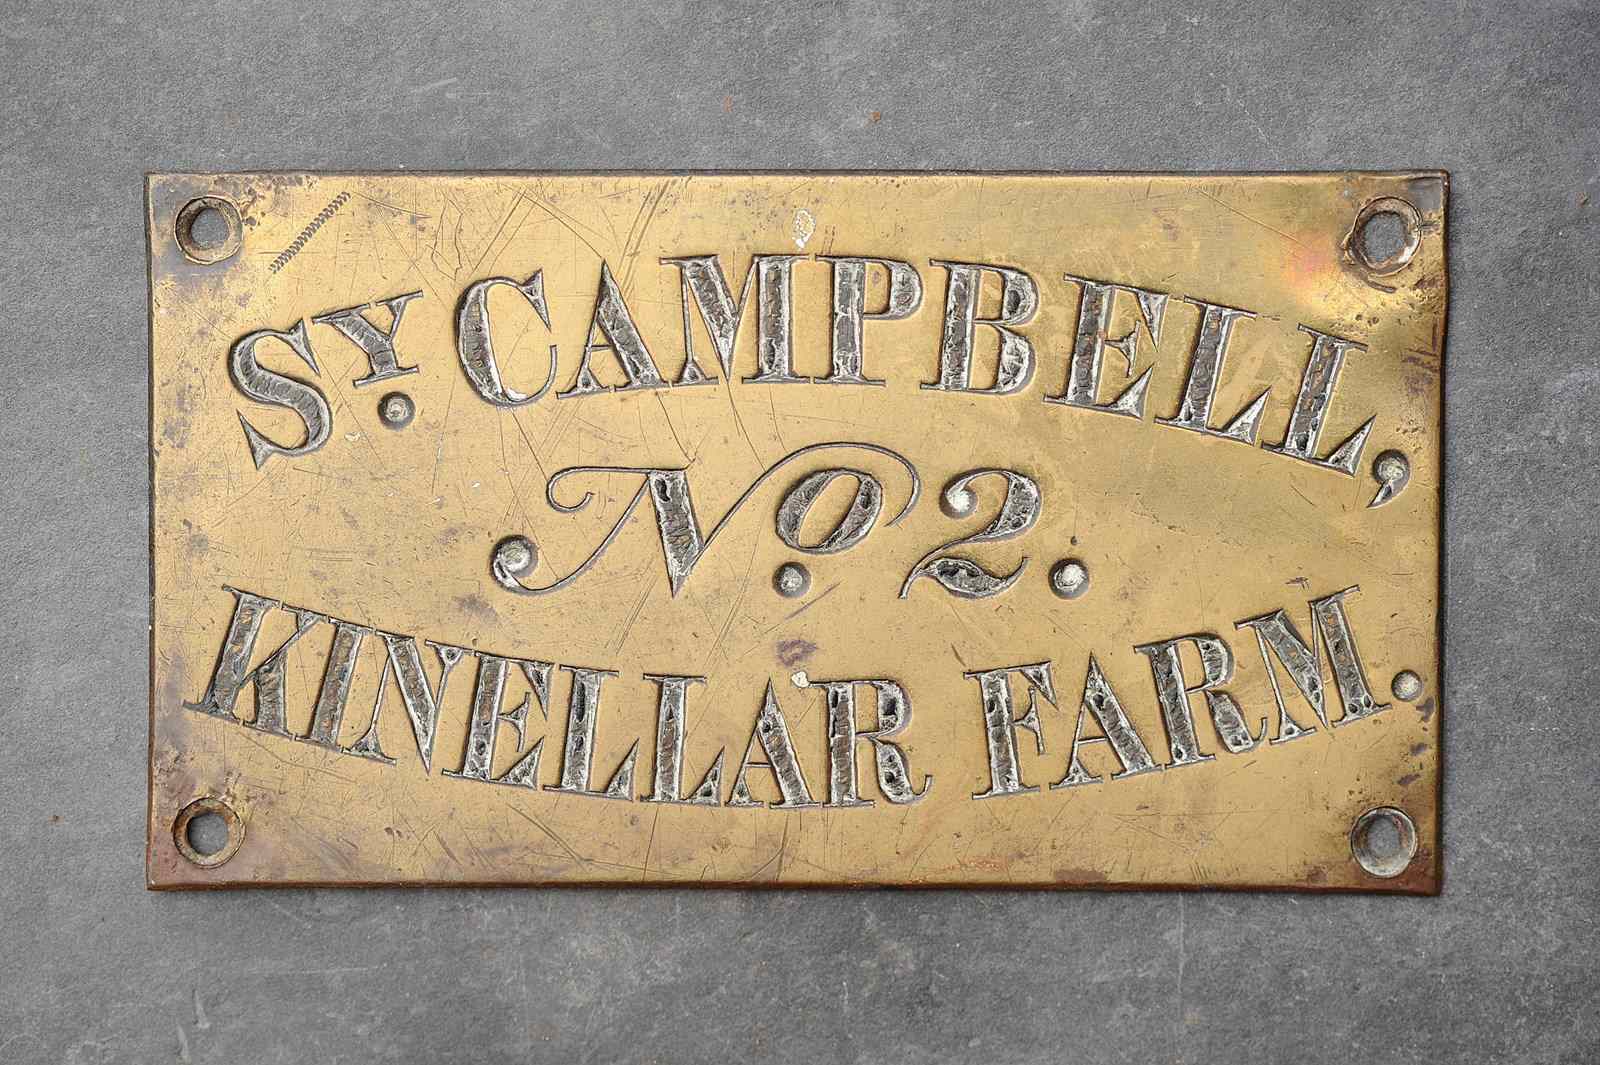 Sy. CAMPBELL,
No. 2.
KINELLAR FARM.